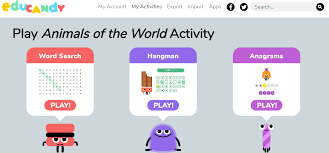 educandy
My Account My Activities Export Import Apps Search...
Play Animals of the World Activity
Word Search Hangman Anagrams
PLAY! PLAY! PLAY!